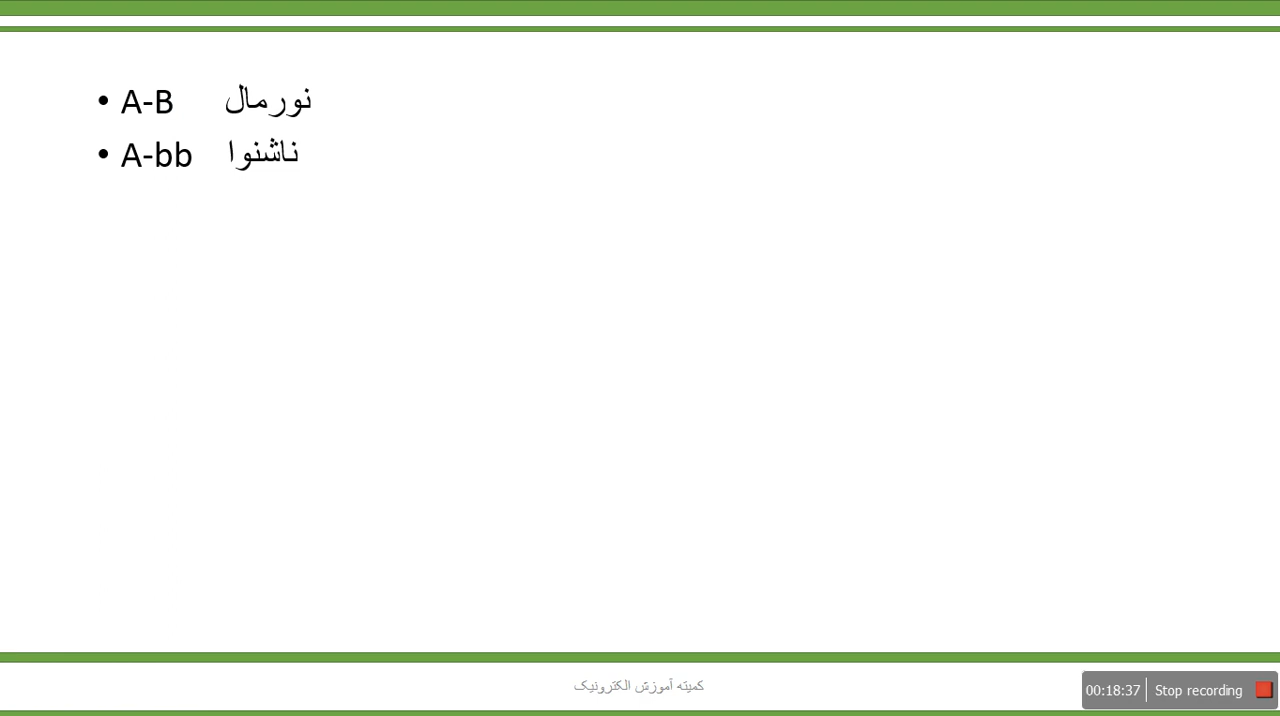 • A-B نورمال
• A-bb ناشنوا
کمیته آموزش الکترونیک
00:18:37 Stop recording